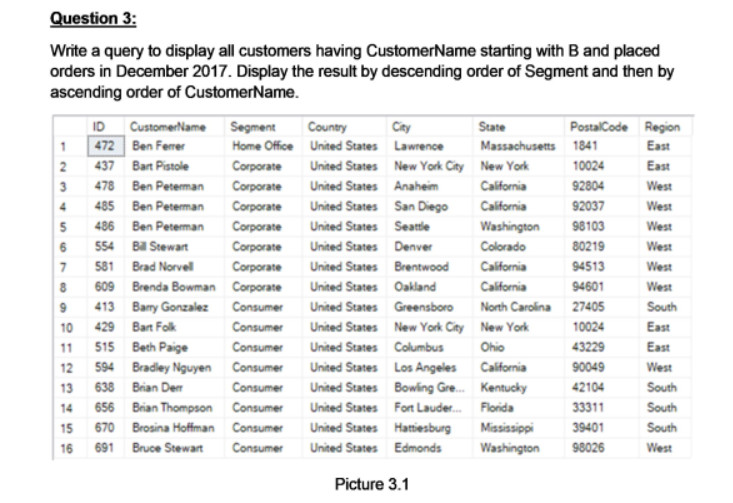 Question 3:
Write a query to display all customers having CustomerName starting with B and placed
orders in December 2017. Display the result by descending order of Segment and then by
ascending order of CustomerName.
ID CustomerName Segment Country City State PostalCode Region
1 472 Ben Ferrer Home Office United States Lawrence Massachusetts 1841 East
2 437 Bart Pistole Corporate United States New York City New York 10024 East
3 478 Ben Peterman Corporate United States Anaheim California 92804 West
4 485 Ben Peterman Corporate United States San Diego California 92037 West
5 486 Ben Peterman Corporate United States Seattle Washington 98103 West
6 554 Bill Stewart Corporate United States Denver Colorado 80219 West
7 581 Brad Norvell Corporate United States Brentwood California 94513 West
8 609 Brenda Bowman Corporate United States Oakland California 94601 West
9 413 Barry Gonzalez Consumer United States Greensboro North Carolina 27405 South
10 429 Bart Folk Consumer United States New York City New York 10024 East
11 515 Beth Paige Consumer United States Columbus Ohio 43229 East
12 594 Bradley Nguyen Consumer United States Los Angeles California 90049 West
13 638 Brian Derr Consumer United States Bowling Gre... Kentucky 42104 South
14 656 Brian Thompson Consumer United States Fort Lauder... Florida 33311 South
15 670 Brosina Hoffman Consumer United States Hattiesburg Mississippi 39401 South
16 691 Bruce Stewart Consumer United States Edmonds Washington 98026 West
Picture 3.1